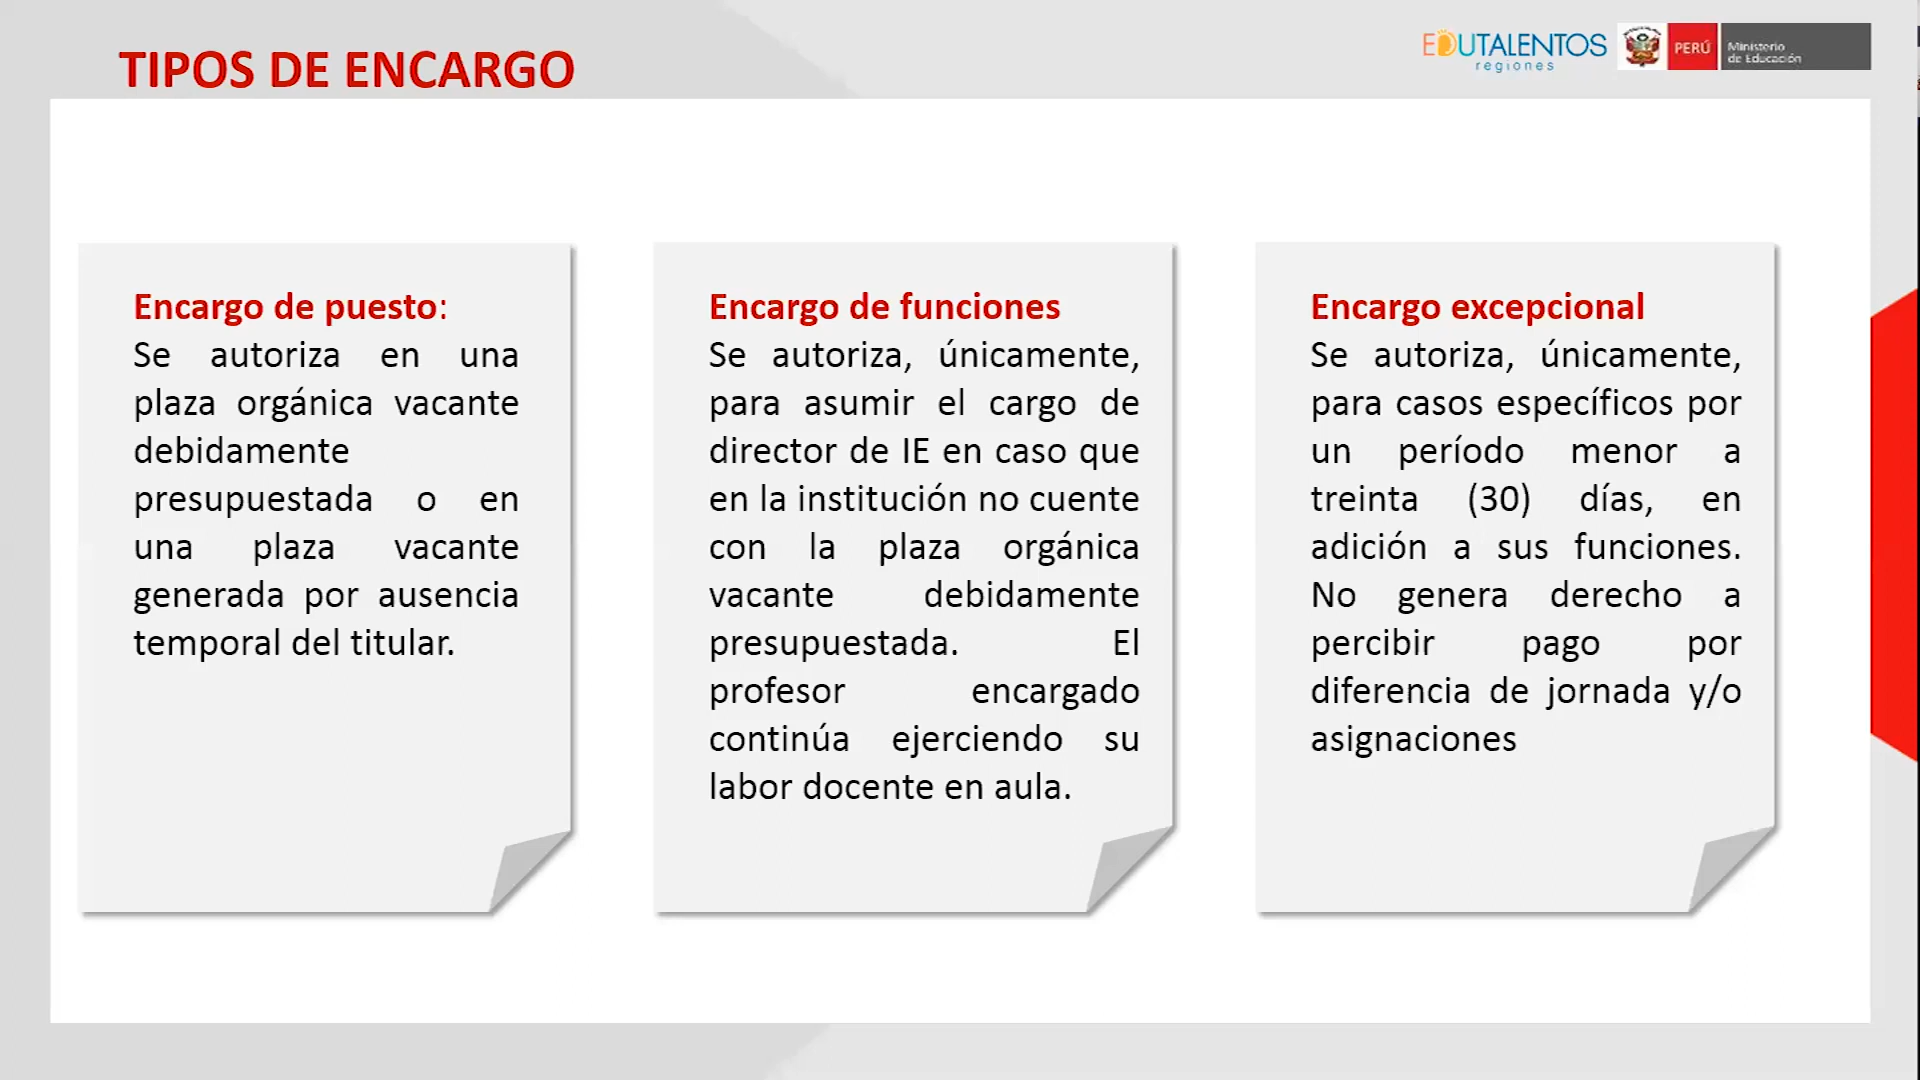 TIPOS DE ENCARGO
EDUTALENTOS
regiones
PERÚ
Ministerio
de Educación
Encargo de puesto:
Se autoriza en una
plaza orgánica vacante
debidamente
presupuestada o en
una plaza vacante
generada por ausencia
temporal del titular.
Encargo de funciones
Se autoriza, únicamente,
para asumir el cargo de
director de IE en caso que
en la institución no cuente
con la plaza orgánica
vacante debidamente
presupuestada. El
profesor encargado
continúa ejerciendo su
labor docente en aula.
Encargo excepcional
Se autoriza, únicamente,
para casos específicos por
un período menor a
treinta (30) días, en
adición a sus funciones.
No genera derecho a
percibir pago por
diferencia de jornada y/o
asignaciones